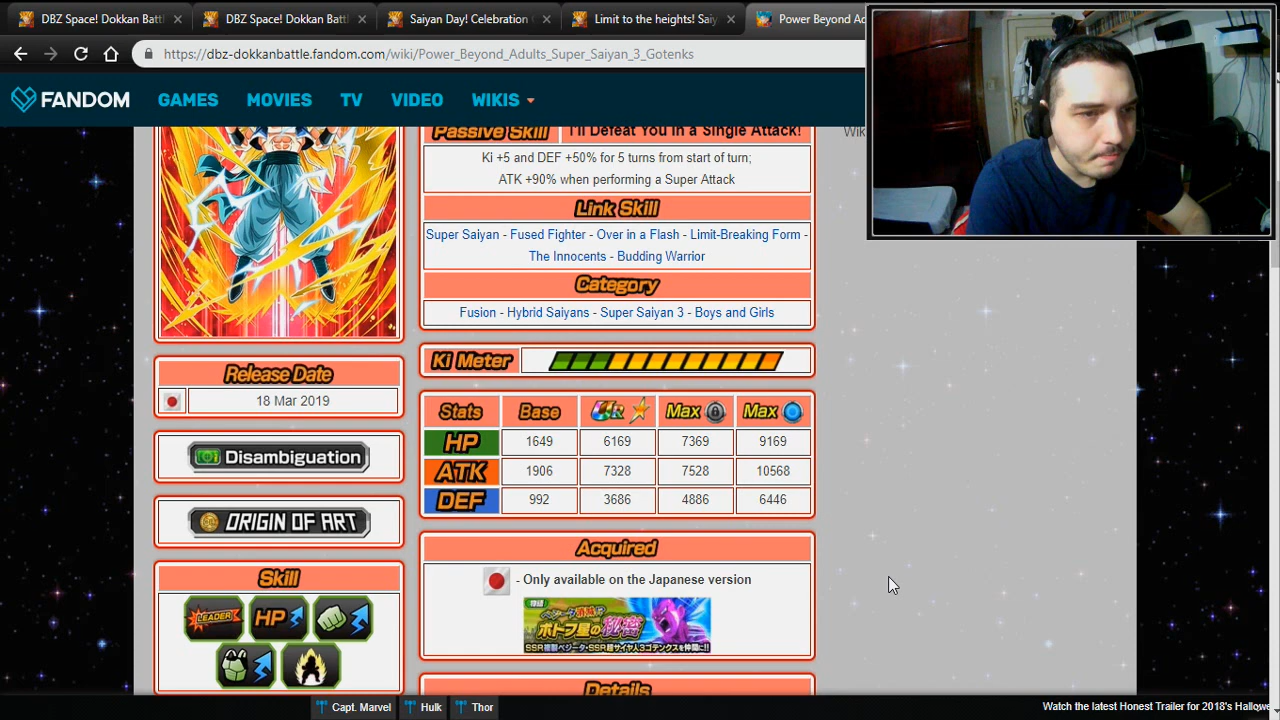 DBZ Space! Dokkan Battl
DBZ Space! Dokkan Battl
Saiyan Day! Celebration
Limit to the heights! Saiy
Power Beyond Ad
https://dbz-dokkanbattle.fandom.com/wiki/Power_Beyond_Adults_Super_Saiyan_3_Gotenks
FANDOM GAMES MOVIES TV VIDEO WIKIS
Wik
Passive Skill I'll Defeat You in a Single Attack!
Ki +5 and DEF +50% for 5 turns from start of turn;
ATK +90% when performing a Super Attack
Link Skill
Super Saiyan - Fused Fighter - Over in a Flash - Limit-Breaking Form -
The Innocents - Budding Warrior
Category
Fusion - Hybrid Saiyans - Super Saiyan 3 - Boys and Girls
Ki Meter
Release Date
18 Mar 2019
Stats Base UR Max Max
HP 1649 6169 7369 9169
ATK 1906 7328 7528 10568
DEF 992 3686 4886 6446
Disambiguation
ORIGIN OF ART
Acquired
- Only available on the Japanese version
Skill
LEADER HP
Details
Capt. Marvel Hulk Thor
Watch the latest Honest Trailer for 2018's Hallowe